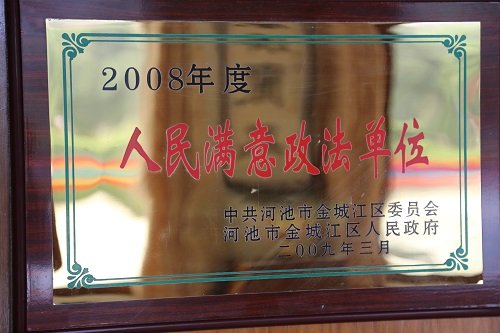 2008年度
人民满意政法单位
中共河池市金城江区委员会
河池市金城江区人民政府
二00九年三月